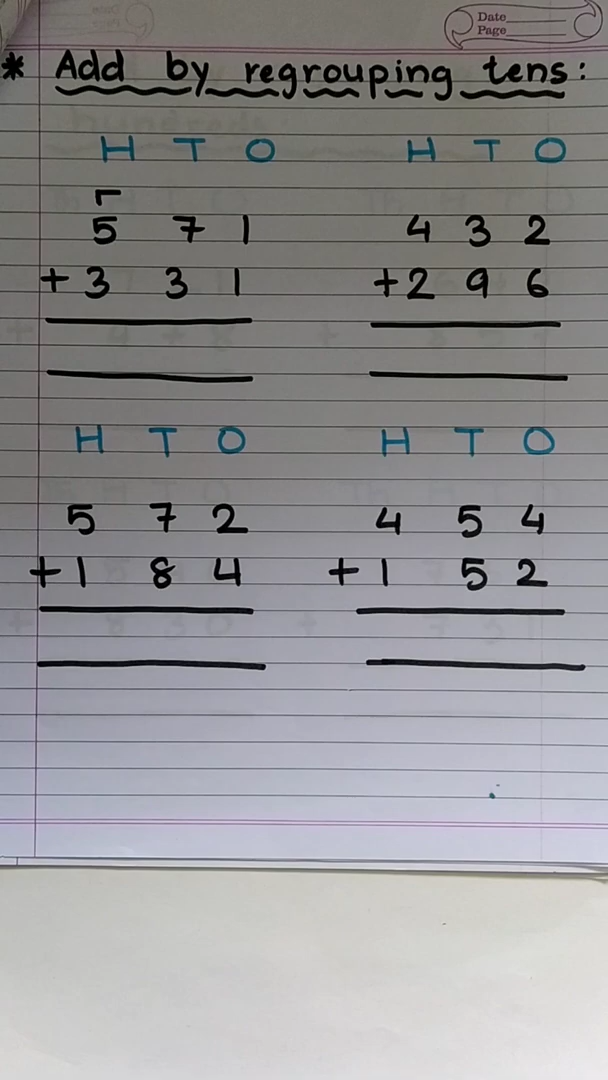 Date
Page
* Add by regrouping tens:
H T O
5 7 1
+3 3 1
H T O
4 3 2
+2 9 6
H T O
5 7 2
+1 8 4
H T O
4 5 4
+1 5 2